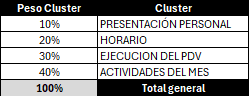 Peso Cluster Cluster
10% PRESENTACIÓN PERSONAL
20% HORARIO
30% EJECUCION DEL PDV
40% ACTIVIDADES DEL MES
100% Total general